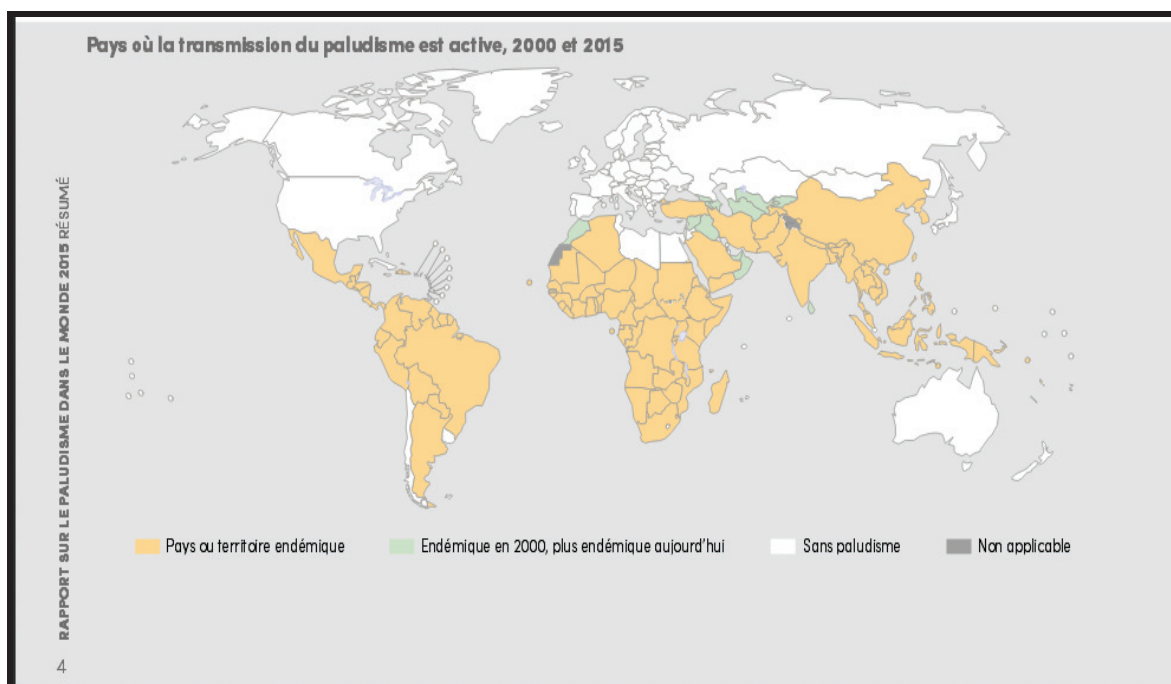 Pays où la transmission du paludisme est active, 2000 et 2015
RAPPORT SUR LE PALUDISME DANS LE MONDE 2015 RÉSUMÉ
Pays ou territoire endémique
Endémique en 2000, plus endémique aujourd'hui
Sans paludisme
Non applicable
4